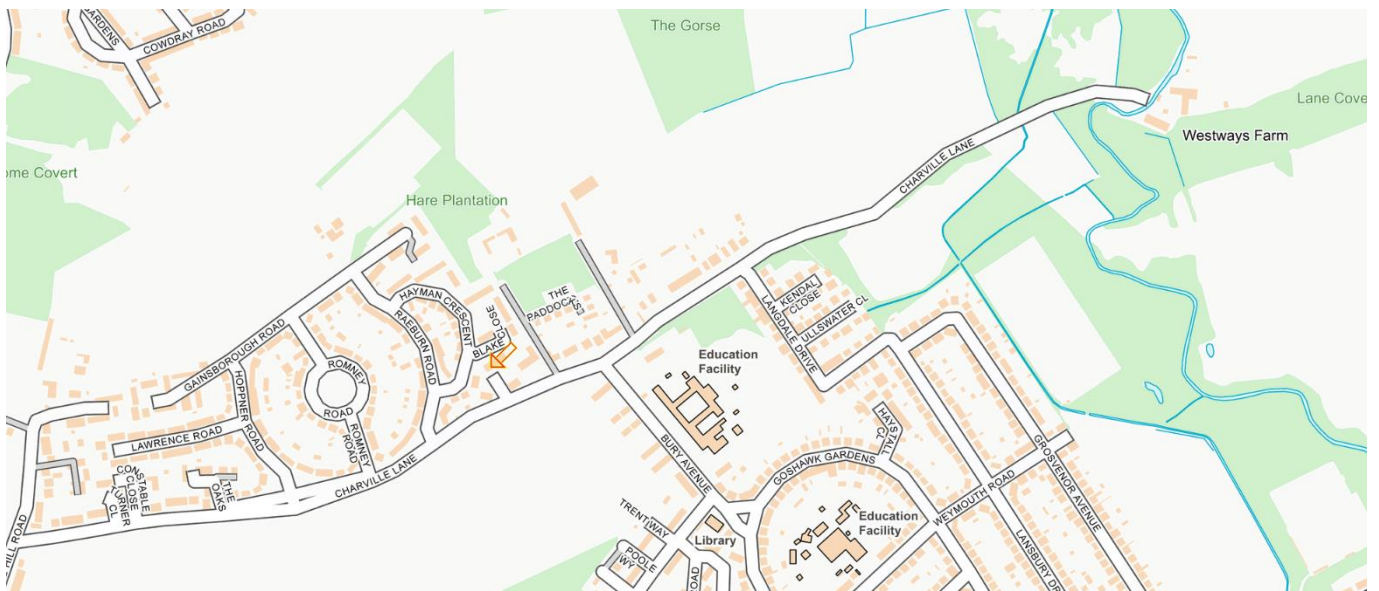 The Gorse
GARDENS
COWDRAY ROAD
Lane Cove
Westways Farm
CHARVILLE LANE
ome Covert
Hare Plantation
HAYMAN CRESCENT
RAEBURN ROAD
BLAKE CLOSE
THE
PADDOCKS
KENDAL
CLOSE
ULLSWATER CL
LANGDALE DRIVE
GAINSBOROUGH ROAD
HOPPNER ROAD
ROMNEY
ROAD
ROMNEY
ROAD
LAWRENCE ROAD
CONSTABLE
CLOSE
TURNER
CL
THE
OAKS
CHARVILLE LANE
HILL ROAD
Education
Facility
BURY AVENUE
HAYSTALL
CL
GOSHAWK GARDENS
GROSVENOR AVENUE
WEYMOUTH ROAD
LANSBURY DR
Education
Facility
Library
TRENT WAY
POOLE
WY
ROAD